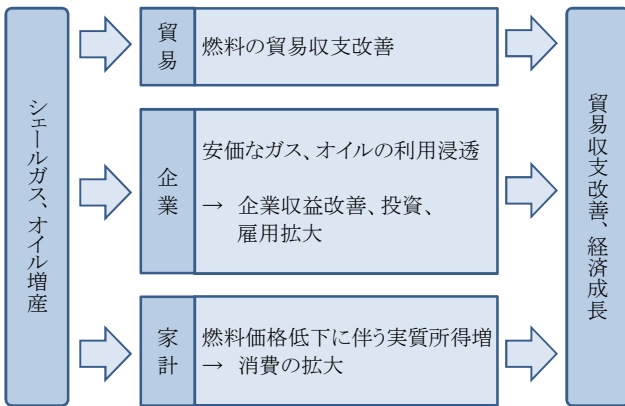 シェールガス、オイル増産
貿易
燃料の貿易収支改善
企業
安価なガス、オイルの利用浸透
→ 企業収益改善、投資、
雇用拡大
家計
燃料価格低下に伴う実質所得増
→ 消費の拡大
貿易収支改善、経済成長